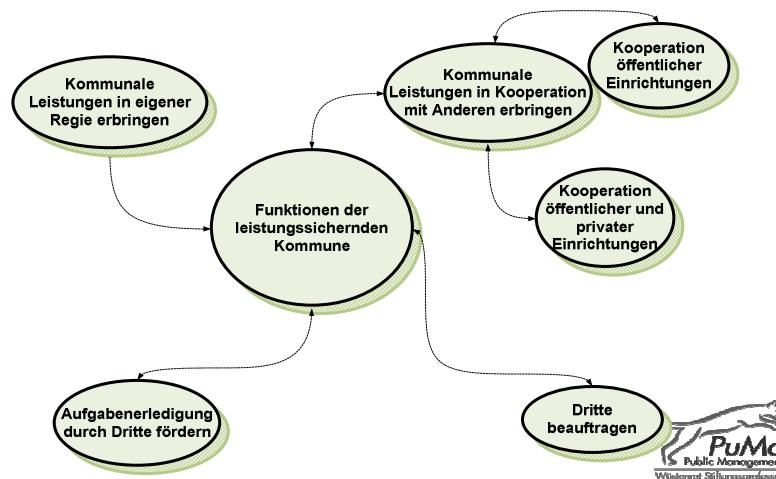 Kommunale
Leistungen in eigener
Regie erbringen
Kommunale
Leistungen in Kooperation
mit Anderen erbringen
Kooperation
öffentlicher
Einrichtungen
Kooperation
öffentlicher und
privater
Einrichtungen
Funktionen der
leistungssichernden
Kommune
Aufgabenerledigung
durch Dritte fördern
Dritte
beauftragen
Public